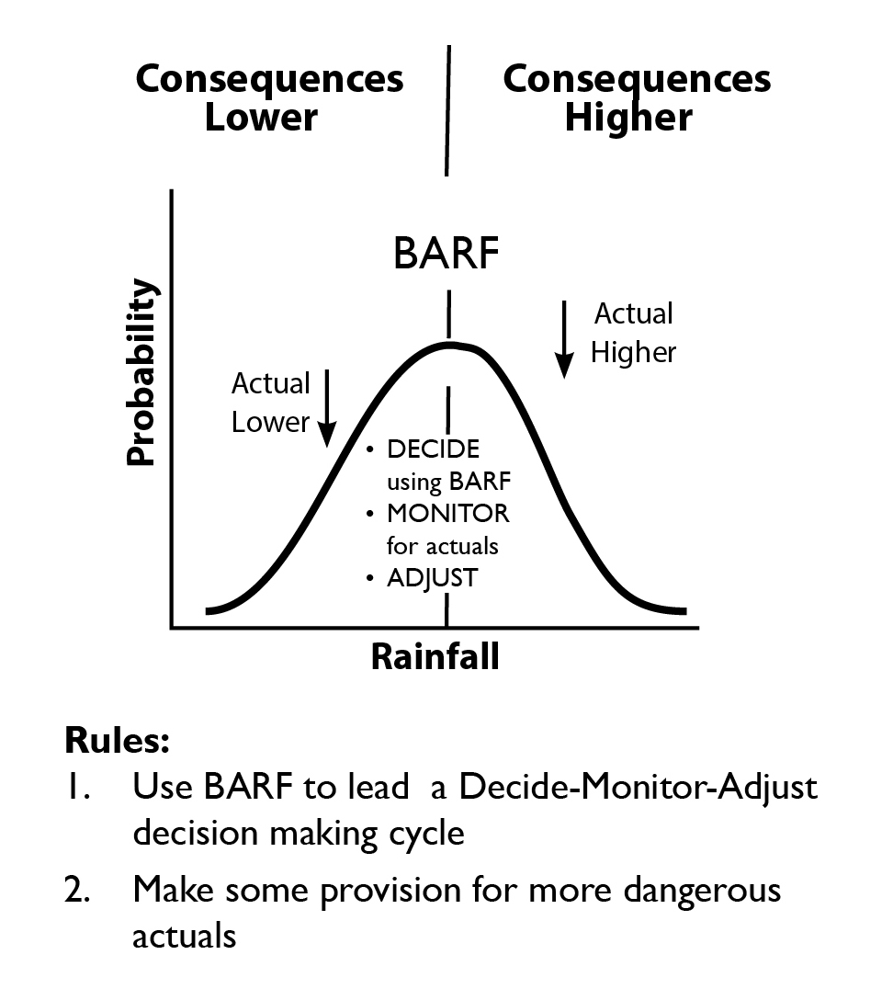 Consequences
Lower
Consequences
Higher
BARF
Probability
Actual
Higher
Actual
Lower
• DECIDE
using BARF
• MONITOR
for actuals
• ADJUST
Rainfall
Rules:
1. Use BARF to lead a Decide-Monitor-Adjust
decision making cycle
2. Make some provision for more dangerous
actuals